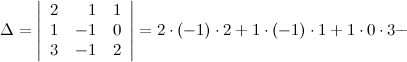 2 1 1
Δ = | 1 −1 0 | = 2 · (−1) · 2 + 1 · (−1) · 1 + 1 · 0 · 3−
3 −1 2